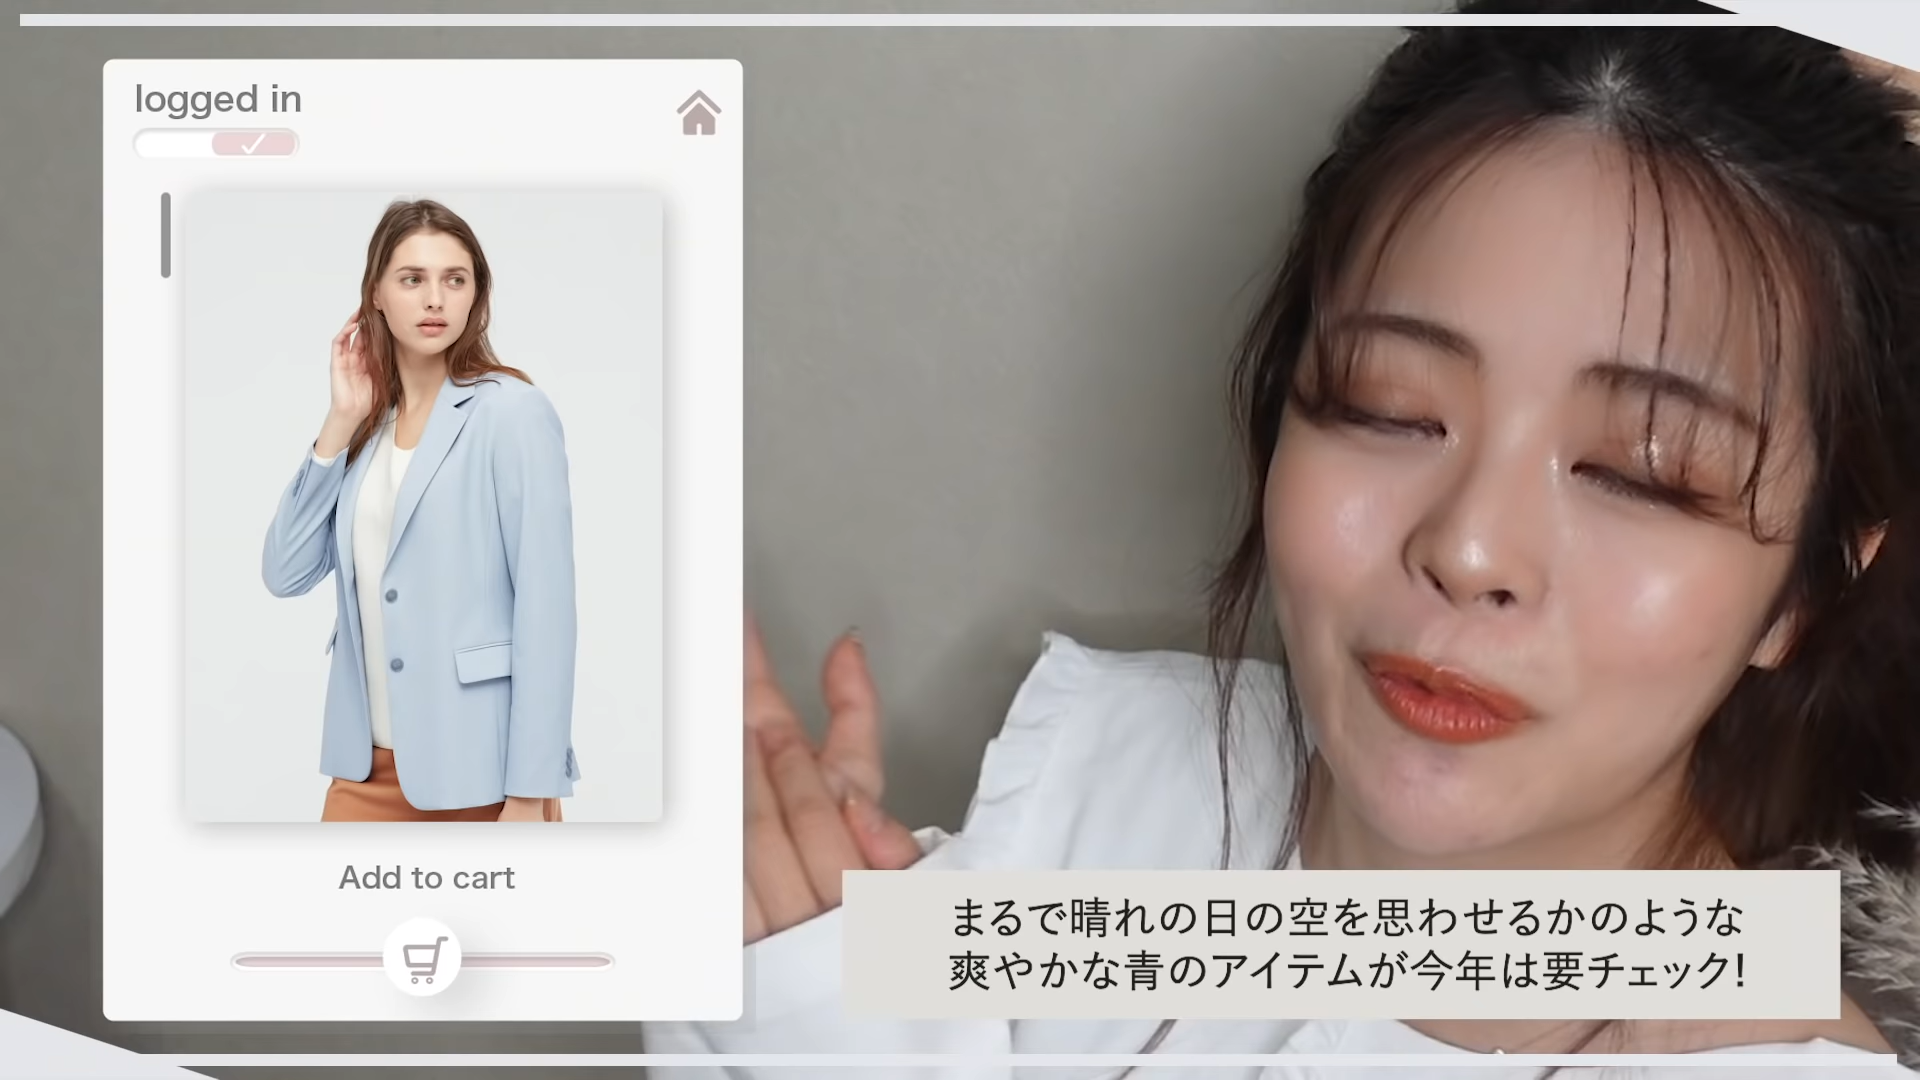 logged in
Add to cart
まるで晴れの日の空を思わせるかのような
爽やかな青のアイテムが今年は要チェック!